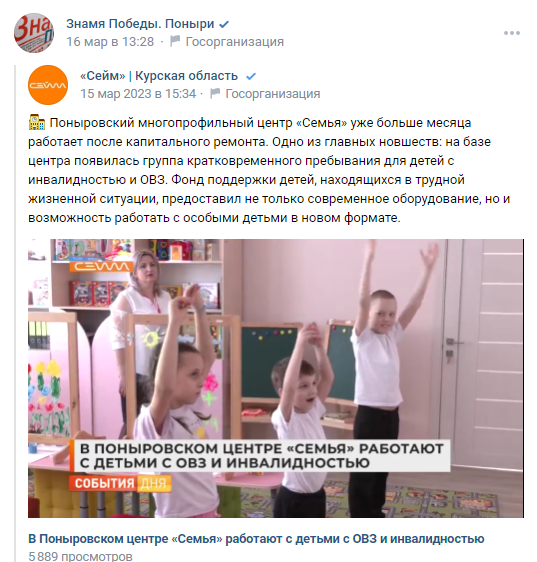 Зна
Знамя Победы. Поныри
16 мар в 13:28 · Госорганизация
СЕЙМ
«Сейм» | Курская область
15 мар 2023 в 15:34 · Госорганизация
Поныровский многопрофильный центр «Семья» уже больше месяца
работает после капитального ремонта. Одно из главных новшеств: на базе
центра появилась группа кратковременного пребывания для детей с
инвалидностью и ОВЗ. Фонд поддержки детей, находящихся в трудной
жизненной ситуации, предоставил не только современное оборудование, но и
возможность работать с особыми детьми в новом формате.
СЕЙМ
В ПОНЫРОВСКОМ ЦЕНТРЕ «СЕМЬЯ» РАБОТАЮТ
С ДЕТЬМИ С ОВЗ И ИНВАЛИДНОСТЬЮ
СОБЫТИЯ ДНЯ
В Поныровском центре «Семья» работают с детьми с ОВЗ и инвалидностью
5 889 просмотров